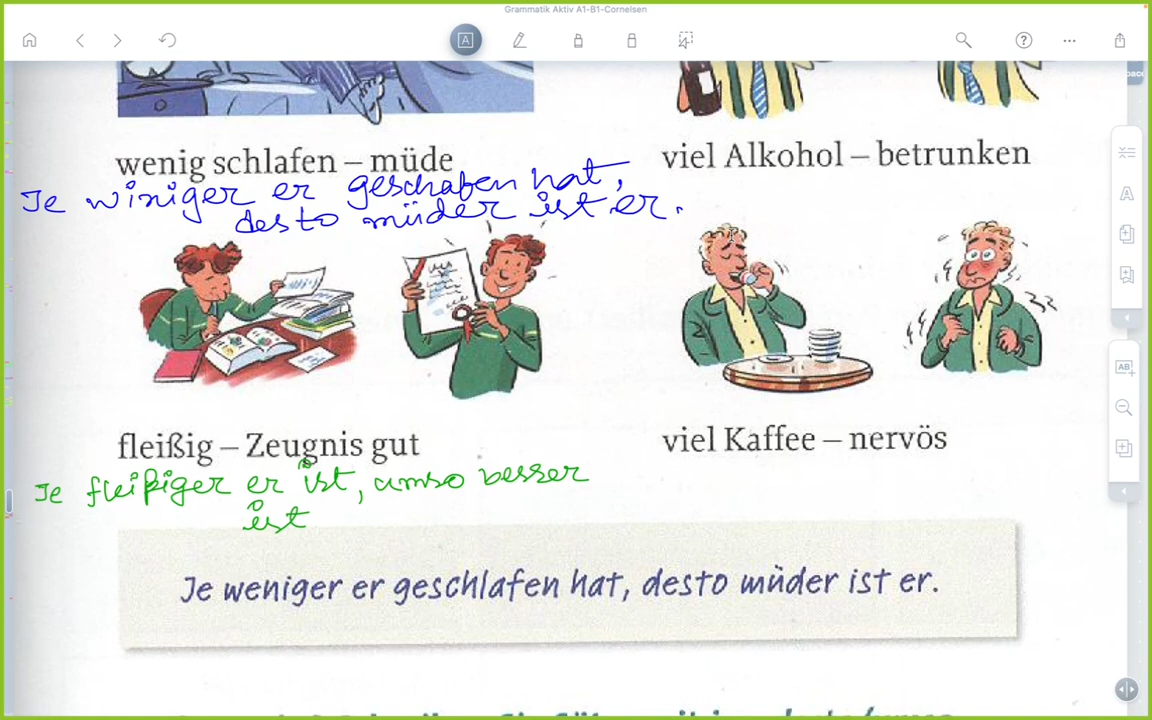 Grammatik Aktiv A1-B1-Cornelsen
wenig schlafen – müde
viel Alkohol – betrunken
Je winiger er geschafen hat,
desto müder ist er.
fleißig – Zeugnis gut
viel Kaffee – nervös
Je fleißiger er ist, umso besser
ist
Je weniger er geschlafen hat, desto müder ist er.